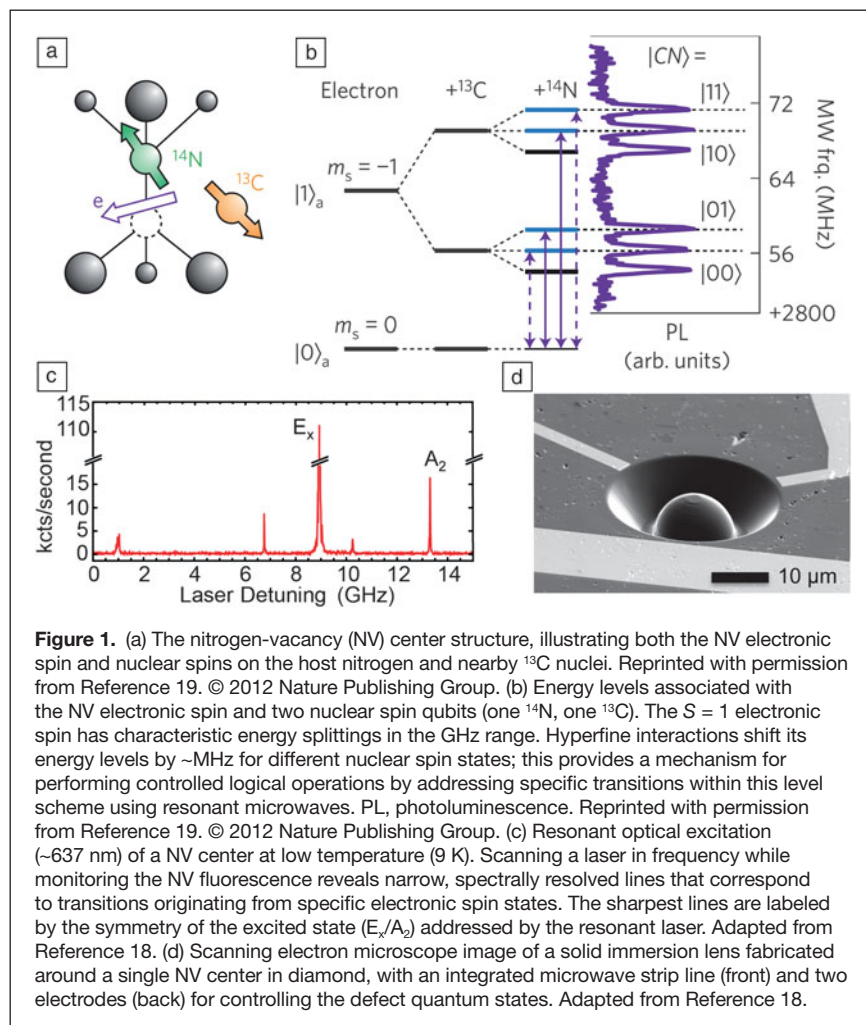 a
14N
13C
e
b
Electron
+13C
+14N
|CN⟩ =
|11⟩
|10⟩
|01⟩
|00⟩
72
64
56
+2800
MW frq. (MHz)
PL
(arb. units)
|1⟩a
ms = −1
|0⟩a
ms = 0
c
115
110
15
10
5
0
kcts/second
Ex
A2
0 2 4 6 8 10 12 14
Laser Detuning (GHz)
d
10 μm
Figure 1. (a) The nitrogen-vacancy (NV) center structure, illustrating both the NV electronic
spin and nuclear spins on the host nitrogen and nearby 13C nuclei. Reprinted with permission
from Reference 19. © 2012 Nature Publishing Group. (b) Energy levels associated with
the NV electronic spin and two nuclear spin qubits (one 14N, one 13C). The S = 1 electronic
spin has characteristic energy splittings in the GHz range. Hyperfine interactions shift its
energy levels by ~MHz for different nuclear spin states; this provides a mechanism for
performing controlled logical operations by addressing specific transitions within this level
scheme using resonant microwaves. PL, photoluminescence. Reprinted with permission
from Reference 19. © 2012 Nature Publishing Group. (c) Resonant optical excitation
(~637 nm) of a NV center at low temperature (9 K). Scanning a laser in frequency while
monitoring the NV fluorescence reveals narrow, spectrally resolved lines that correspond
to transitions originating from specific electronic spin states. The sharpest lines are labeled
by the symmetry of the excited state (Ex/A2) addressed by the resonant laser. Adapted from
Reference 18. (d) Scanning electron microscope image of a solid immersion lens fabricated
around a single NV center in diamond, with an integrated microwave strip line (front) and two
electrodes (back) for controlling the defect quantum states. Adapted from Reference 18.